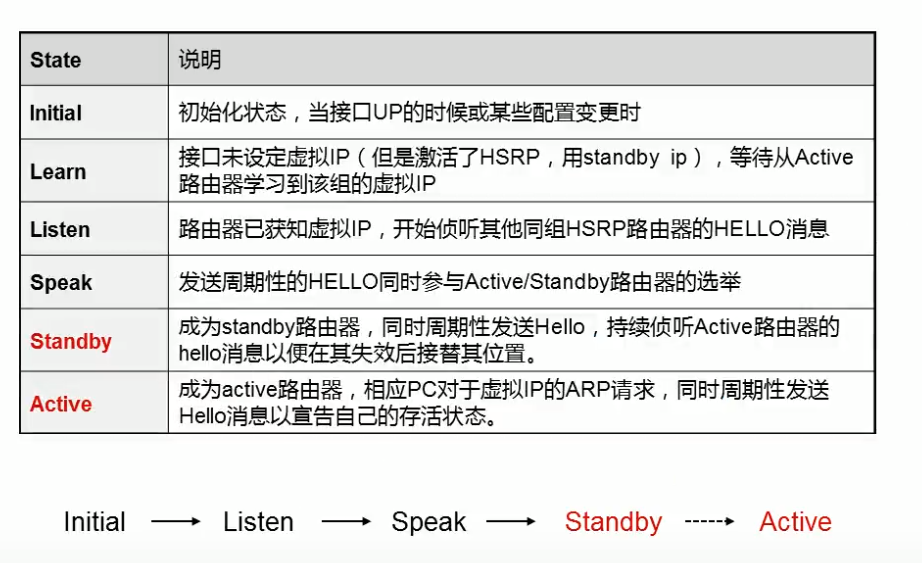 State 说明
Initial 初始化状态，当接口UP的时候或某些配置变更时
Learn 接口未设定虚拟IP（但是激活了HSRP，用standby ip），等待从Active
路由器学习到该组的虚拟IP
Listen 路由器已获知虚拟IP，开始侦听其他同组HSRP路由器的HELLO消息
Speak 发送周期性的HELLO同时参与Active/Standby路由器的选举
Standby 成为standby路由器，同时周期性发送Hello，持续侦听Active路由器的
hello消息以便在其失效后接替其位置。
Active 成为active路由器，相应PC对于虚拟IP的ARP请求，同时周期性发送
Hello消息以宣告自己的存活状态。
Initial Listen Speak Standby Active